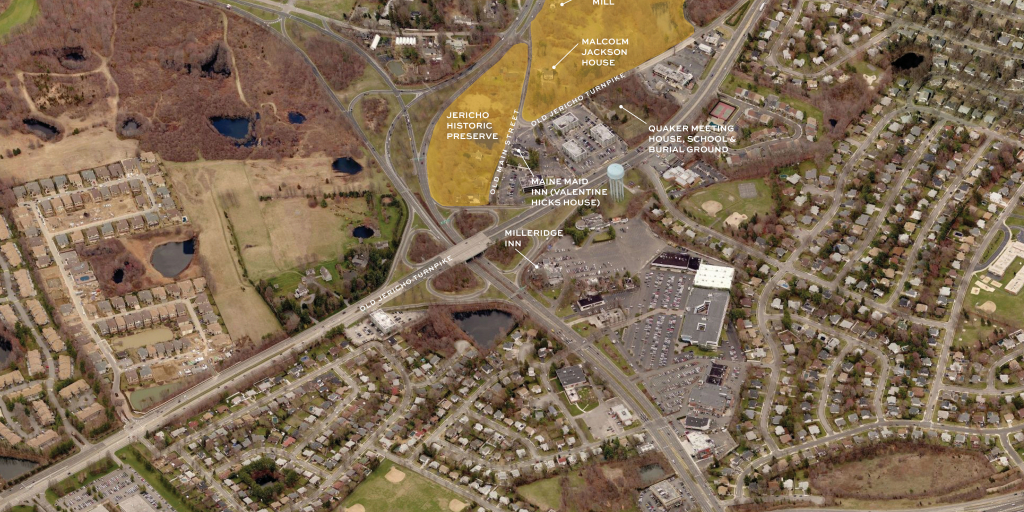 MILL
MALCOLM
JACKSON
HOUSE
OLD JERICHO TURNPIKE
JERICHO
HISTORIC
PRESERVE
OLD MAIN STREET
QUAKER MEETING
HOUSE, SCHOOL &
BURIAL GROUND
MAINE MAID
INN (VALENTINE
HICKS HOUSE)
MILLERIDGE
INN
OLD JERICHO TURNPIKE